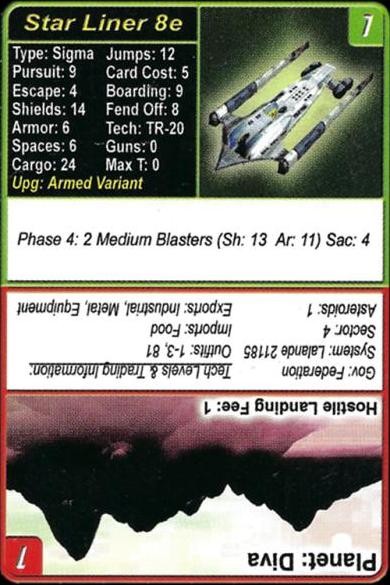 Star Liner 8e
1
Type: Sigma Jumps: 12
Pursuit: 9 Card Cost: 5
Escape: 4 Boarding: 9
Shields: 14 Fend Off: 8
Armor: 6 Tech: TR-20
Spaces: 6 Guns: 0
Cargo: 24 Max T: 0
Upg: Armed Variant
Phase 4: 2 Medium Blasters (Sh: 13 Ar: 11) Sac: 4
Planet: Diva
1
Hostile Landing Fee: 1
Gov: Federation Tech Levels & Trading Information:
System: Lalande 21185 Outfits: 1-3, 81
Sector: 4 Imports: Food
Asteroids: 1 Exports: Industrial, Metal, Equipment